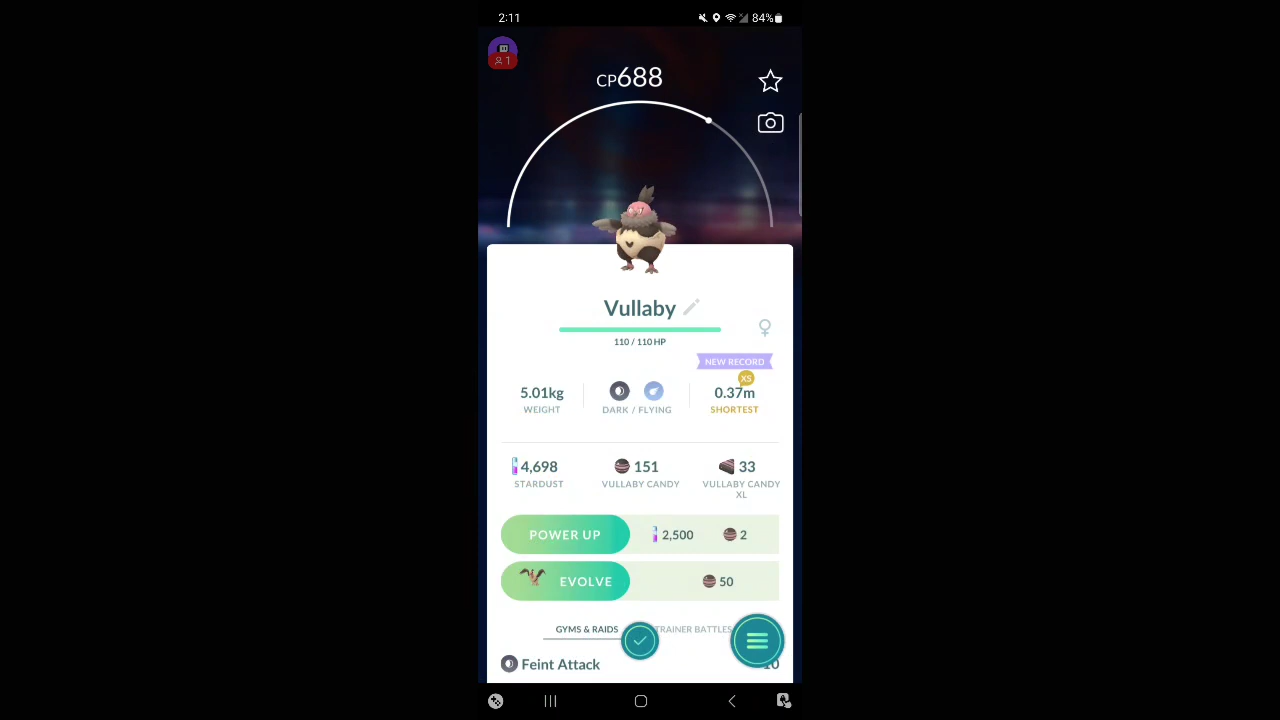 2:11
84%
1
CP688
Vullaby
110 / 110 HP
NEW RECORD
XS
5.01kg
WEIGHT
DARK / FLYING
0.37m
SHORTEST
4,698
STARDUST
151
VULLABY CANDY
33
VULLABY CANDY
XL
POWER UP
2,500
2
EVOLVE
50
GYMS & RAIDS
TRAINER BATTLES
Feint Attack
10